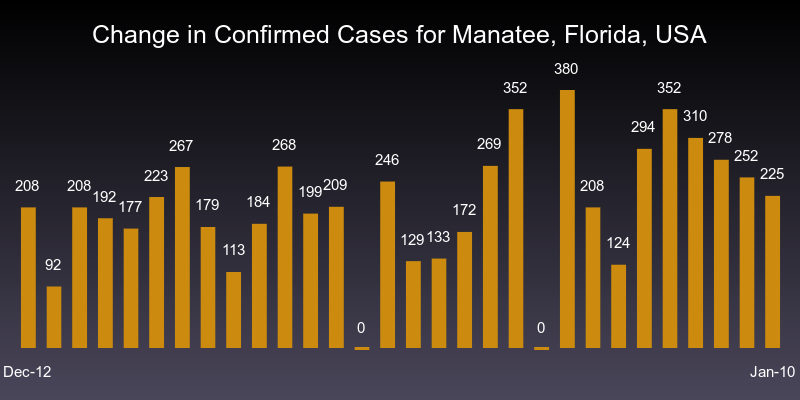 Change in Confirmed Cases for Manatee, Florida, USA
208 92 208 192 177 223 267 179 113 184 268 199 209 0 246 129 133 172 269 352 0 380 208 124 294 352 310 278 252 225
Dec-12 Jan-10